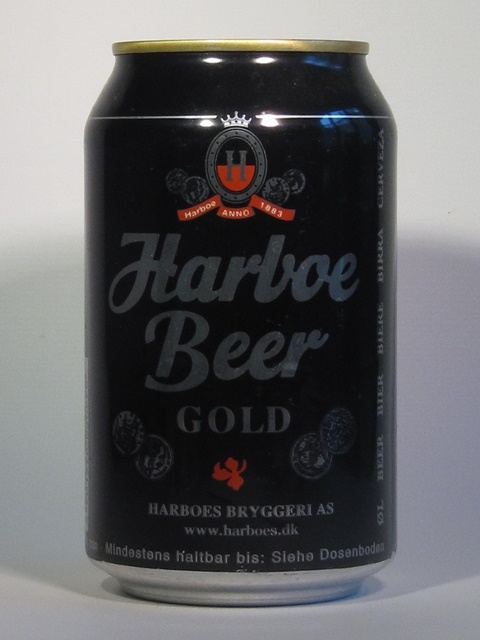 H
Harboe ANNO 1883
Harboe
Beer
GOLD
HARBOES BRYGGERI AS
www.harboes.dk
Mindestens haltbar bis: Siehe Dosenboden
ØL BEER BIER BIERE BIRRA CERVEZA